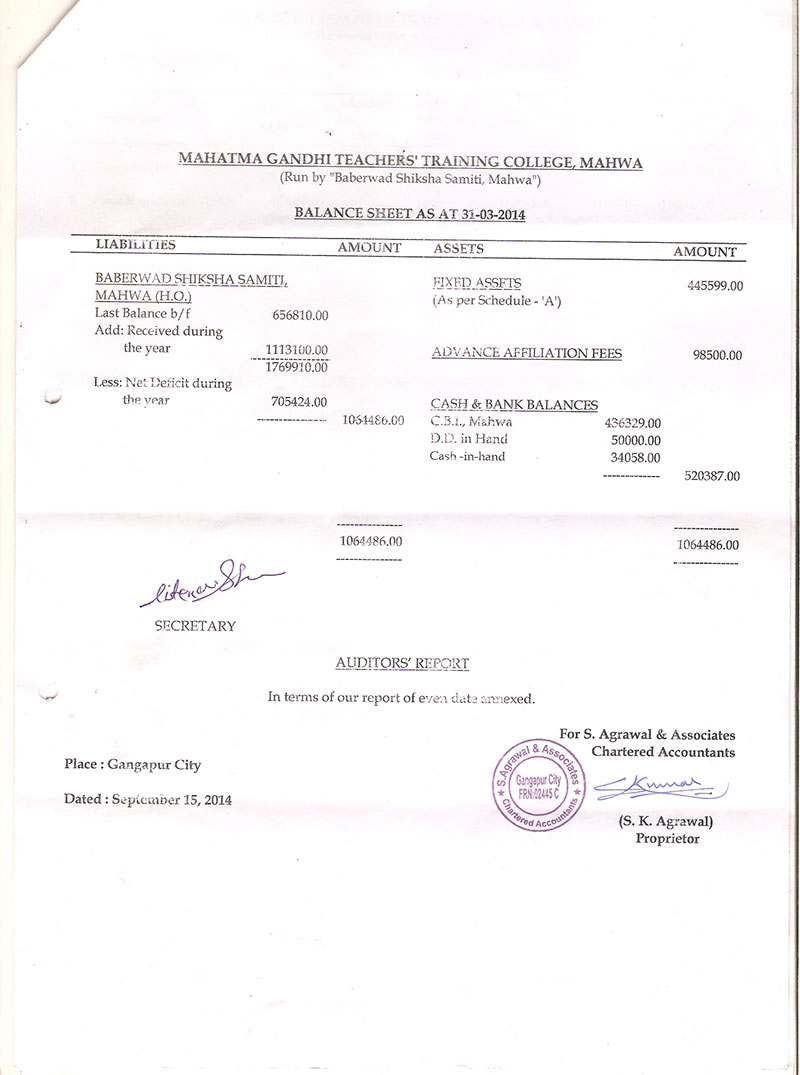 MAHATMA GANDHI TEACHERS' TRAINING COLLEGE, MAHWA
(Run by "Baberwad Shiksha Samiti, Mahwa")
BALANCE SHEET AS AT 31-03-2014
LIABILITIES AMOUNT ASSETS AMOUNT
BABERWAD SHIKSHA SAMITI, FIXED ASSETS 445599.00
MAHWA (H.O.) (As per Schedule - 'A')
Last Balance b/f 656810.00
Add: Received during
the year 1113100.00 ADVANCE AFFILIATION FEES 98500.00
1769910.00
Less: Net Deficit during
the year 705424.00 CASH & BANK BALANCES
1064486.00 C.B.I., Mahwa 436329.00
D.D. in Hand 50000.00
Cash -in-hand 34058.00
520387.00
1064486.00 1064486.00
SECRETARY
AUDITORS' REPORT
In terms of our report of even date annexed.
For S. Agrawal & Associates
Chartered Accountants
Place : Gangapur City
S.Agrawal & Associates
Gangapur City
FRN:02445 C
Chartered Accountants
Dated : September 15, 2014
SKumar
(S. K. Agrawal)
Proprietor